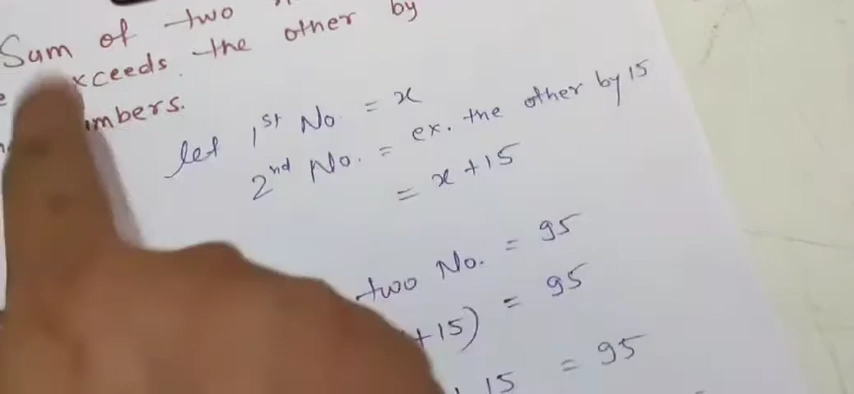 Sum of two
xceeds the other by
mbers.
let 1st No = x
2nd No. = ex. the other by 15
= x + 15
two No. = 95
+15) = 95
15 = 95